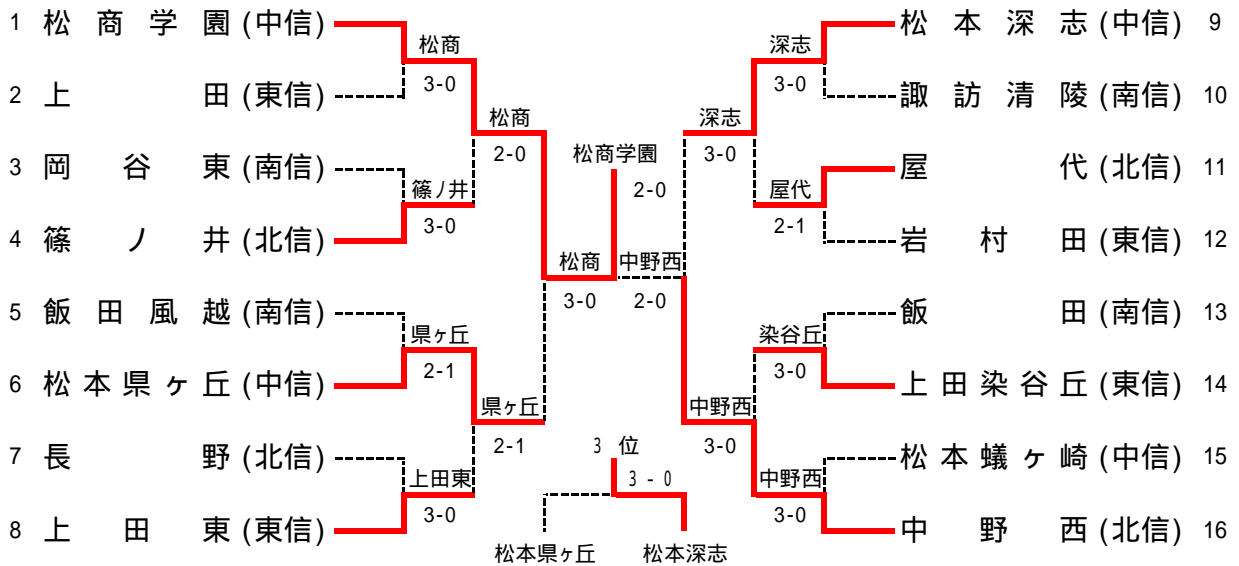 1 松商学園(中信)
松商
3-0
2 上田(東信)
松商
2-0
3 岡谷東(南信)
篠ノ井
3-0
4 篠ノ井(北信)
松商
3-0
5 飯田風越(南信)
県ヶ丘
2-1
6 松本県ヶ丘(中信)
県ヶ丘
2-1
7 長野(北信)
上田東
3-0
8 上田東(東信)
松商学園
2-0
深志
3-0
松本深志(中信) 9
諏訪清陵(南信) 10
深志
3-0
屋代(北信) 11
屋代
2-1
岩村田(東信) 12
中野西
2-0
飯田(南信) 13
染谷丘
3-0
上田染谷丘(東信) 14
中野西
3-0
松本蟻ヶ崎(中信) 15
中野西
3-0
中野西(北信) 16
3位
3-0
松本県ヶ丘
松本深志